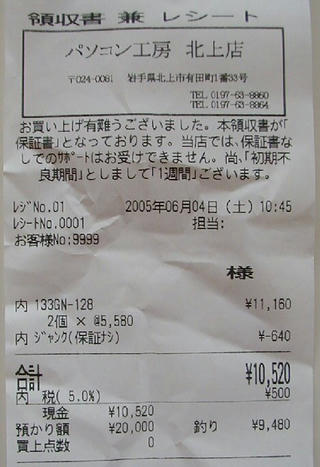 領収書 兼 レシート
パソコン工房 北上店
〒024-0081 岩手県北上市有田町1番33号
TEL 0197-63-8860
TEL 0197-63-8864
お買い上げ有難うございました。本領収書が「
保証書」となっております。当店では、保証書な
しでのｻﾎﾟｰﾄはお受けできません。尚、「初期不
良期間」としまして「1週間」ございます。
ﾚｼﾞNo.01 2005年06月04日(土) 10:45
ﾚｼｰﾄNo.0001 担当:
お客様No:9999
様
内 133GN-128 ¥11,160
2個 × @5,580
内 ｼﾞｬﾝｸ(保証ﾅｼ) ¥-640
合計 ¥10,520
内 税( 5.0%) ¥500
現金 ¥10,520
預かり額 ¥20,000 釣り ¥9,480
買上点数 0